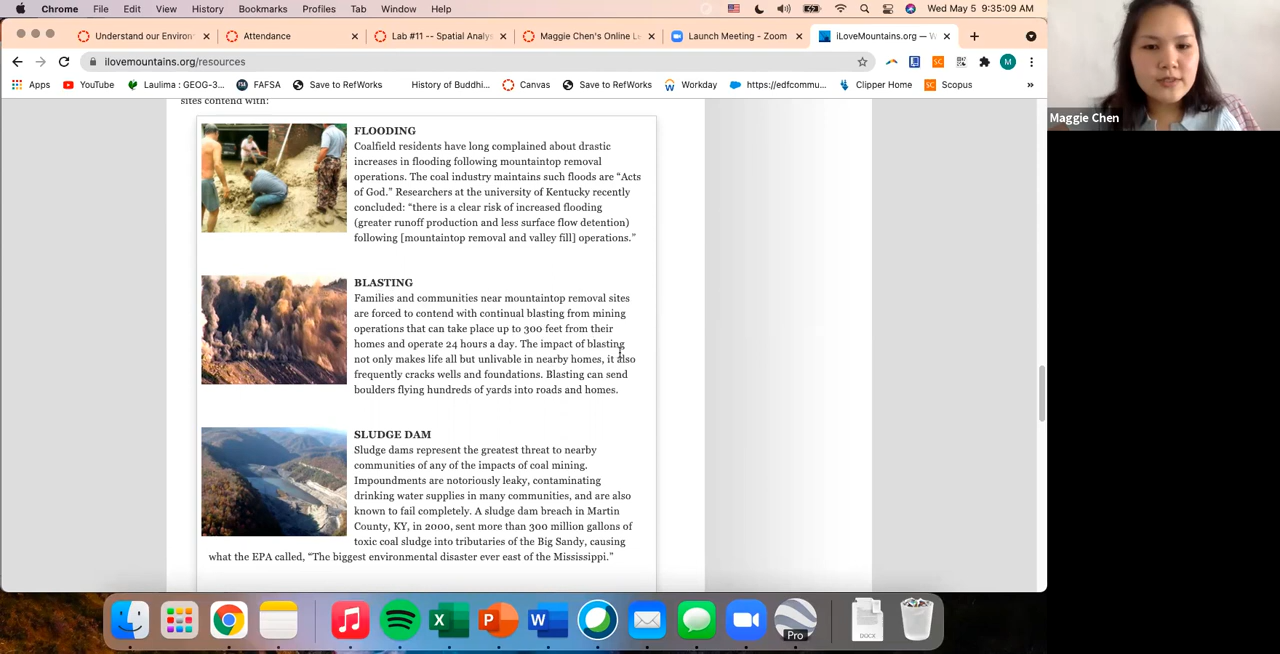 Chrome File Edit View History Bookmarks Profiles Tab Window Help Wed May 5 9:35:09 AM
Understand our Environ × Attendance × Lab #11 -- Spatial Analys × Maggie Chen's Online L × Launch Meeting - Zoom × iLoveMountains.org — W × +
ilovemountains.org/resources
M
Apps YouTube Laulima : GEOG-3... FAFSA Save to RefWorks History of Buddhi... Canvas Save to RefWorks Workday https://edfcommu... Clipper Home Scopus »
Maggie Chen
sites contend with:
FLOODING
Coalfield residents have long complained about drastic
increases in flooding following mountaintop removal
operations. The coal industry maintains such floods are “Acts
of God.” Researchers at the university of Kentucky recently
concluded: “there is a clear risk of increased flooding
(greater runoff production and less surface flow detention)
following [mountaintop removal and valley fill] operations.”
BLASTING
Families and communities near mountaintop removal sites
are forced to contend with continual blasting from mining
operations that can take place up to 300 feet from their
homes and operate 24 hours a day. The impact of blasting
not only makes life all but unlivable in nearby homes, it also
frequently cracks wells and foundations. Blasting can send
boulders flying hundreds of yards into roads and homes.
SLUDGE DAM
Sludge dams represent the greatest threat to nearby
communities of any of the impacts of coal mining.
Impoundments are notoriously leaky, contaminating
drinking water supplies in many communities, and are also
known to fail completely. A sludge dam breach in Martin
County, KY, in 2000, sent more than 300 million gallons of
toxic coal sludge into tributaries of the Big Sandy, causing
what the EPA called, “The biggest environmental disaster ever east of the Mississippi.”
X P W Pro DOCX